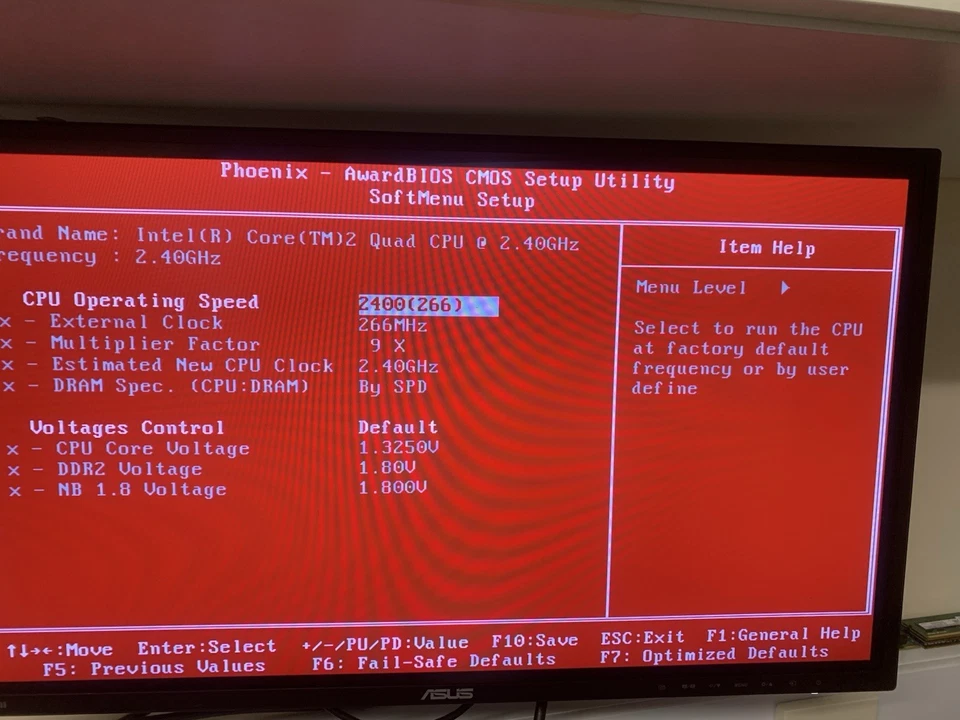 Phoenix - AwardBIOS CMOS Setup Utility
SoftMenu Setup
rand Name: Intel(R) Core(TM)2 Quad CPU @ 2.40GHz
requency : 2.40GHz
Item Help
CPU Operating Speed 2400(266)
x - External Clock 266MHz
x - Multiplier Factor 9 X
x - Estimated New CPU Clock 2.40GHz
x - DRAM Spec. (CPU:DRAM) By SPD
Voltages Control Default
x - CPU Core Voltage 1.3250V
x - DDR2 Voltage 1.80V
x - NB 1.8 Voltage 1.800V
Menu Level ▶
Select to run the CPU
at factory default
frequency or by user
define
↑↓→←:Move Enter:Select +/-/PU/PD:Value F10:Save ESC:Exit F1:General Help
F5: Previous Values F6: Fail-Safe Defaults F7: Optimized Defaults
ASUS